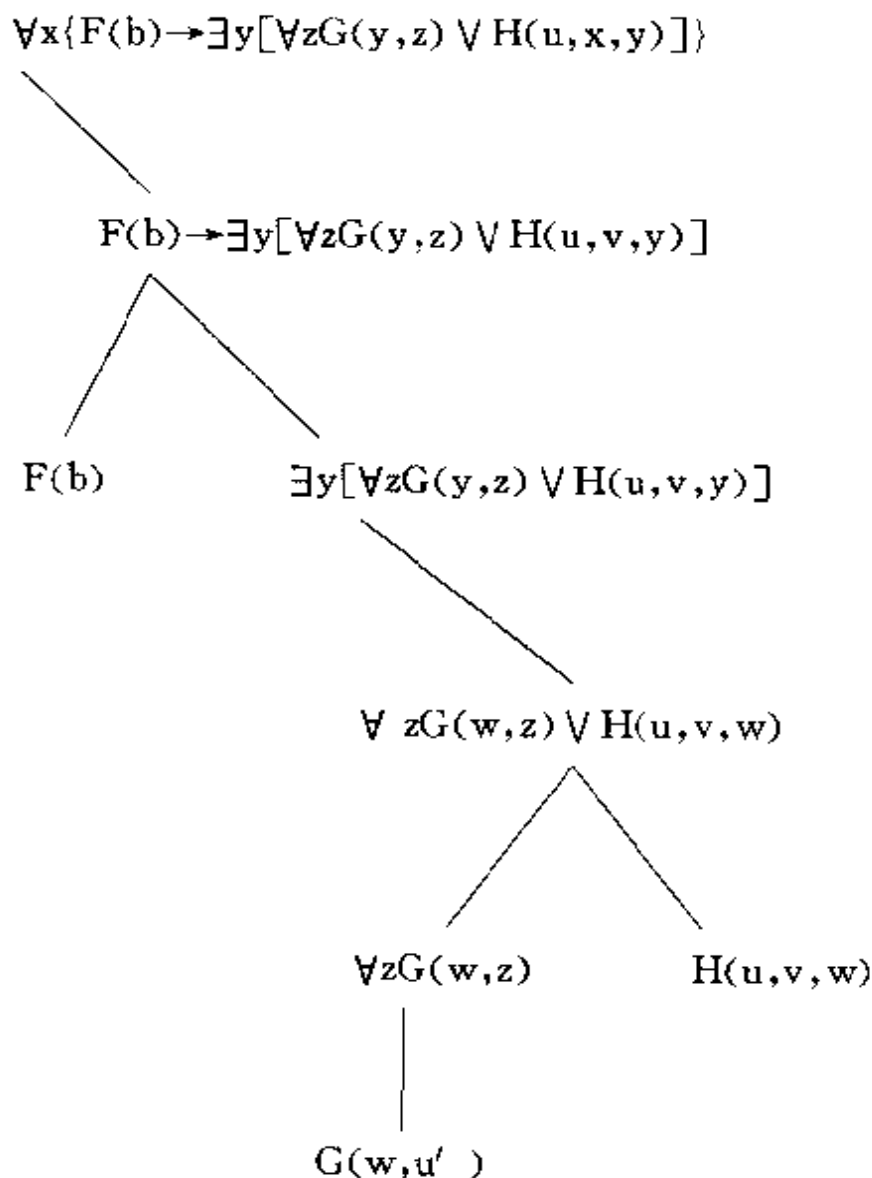 ∀x{F(b)→∃y[∀zG(y,z)∨H(u,x,y)]}
F(b)→∃y[∀zG(y,z)∨H(u,v,y)]
F(b) ∃y[∀zG(y,z)∨H(u,v,y)]
∀ zG(w,z)∨H(u,v,w)
∀zG(w,z) H(u,v,w)
G(w,u′ )